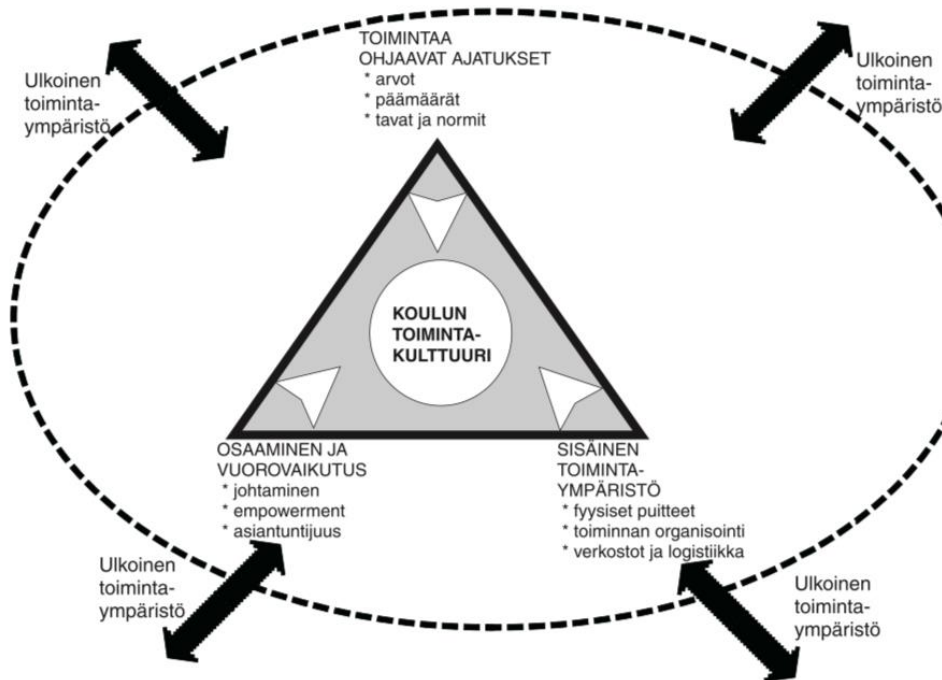 TOIMINTAA
OHJAAVAT AJATUKSET
* arvot
* päämäärät
* tavat ja normit
Ulkoinen
toiminta-
ympäristö
Ulkoinen
toiminta-
ympäristö
KOULUN
TOIMINTA-
KULTTUURI
OSAAMINEN JA
VUOROVAIKUTUS
* johtaminen
* empowerment
* asiantuntijuus
SISÄINEN
TOIMINTA-
YMPÄRISTÖ
* fyysiset puitteet
* toiminnan organisointi
* verkostot ja logistiikka
Ulkoinen
toiminta-
ympäristö
Ulkoinen
toiminta-
ympäristö